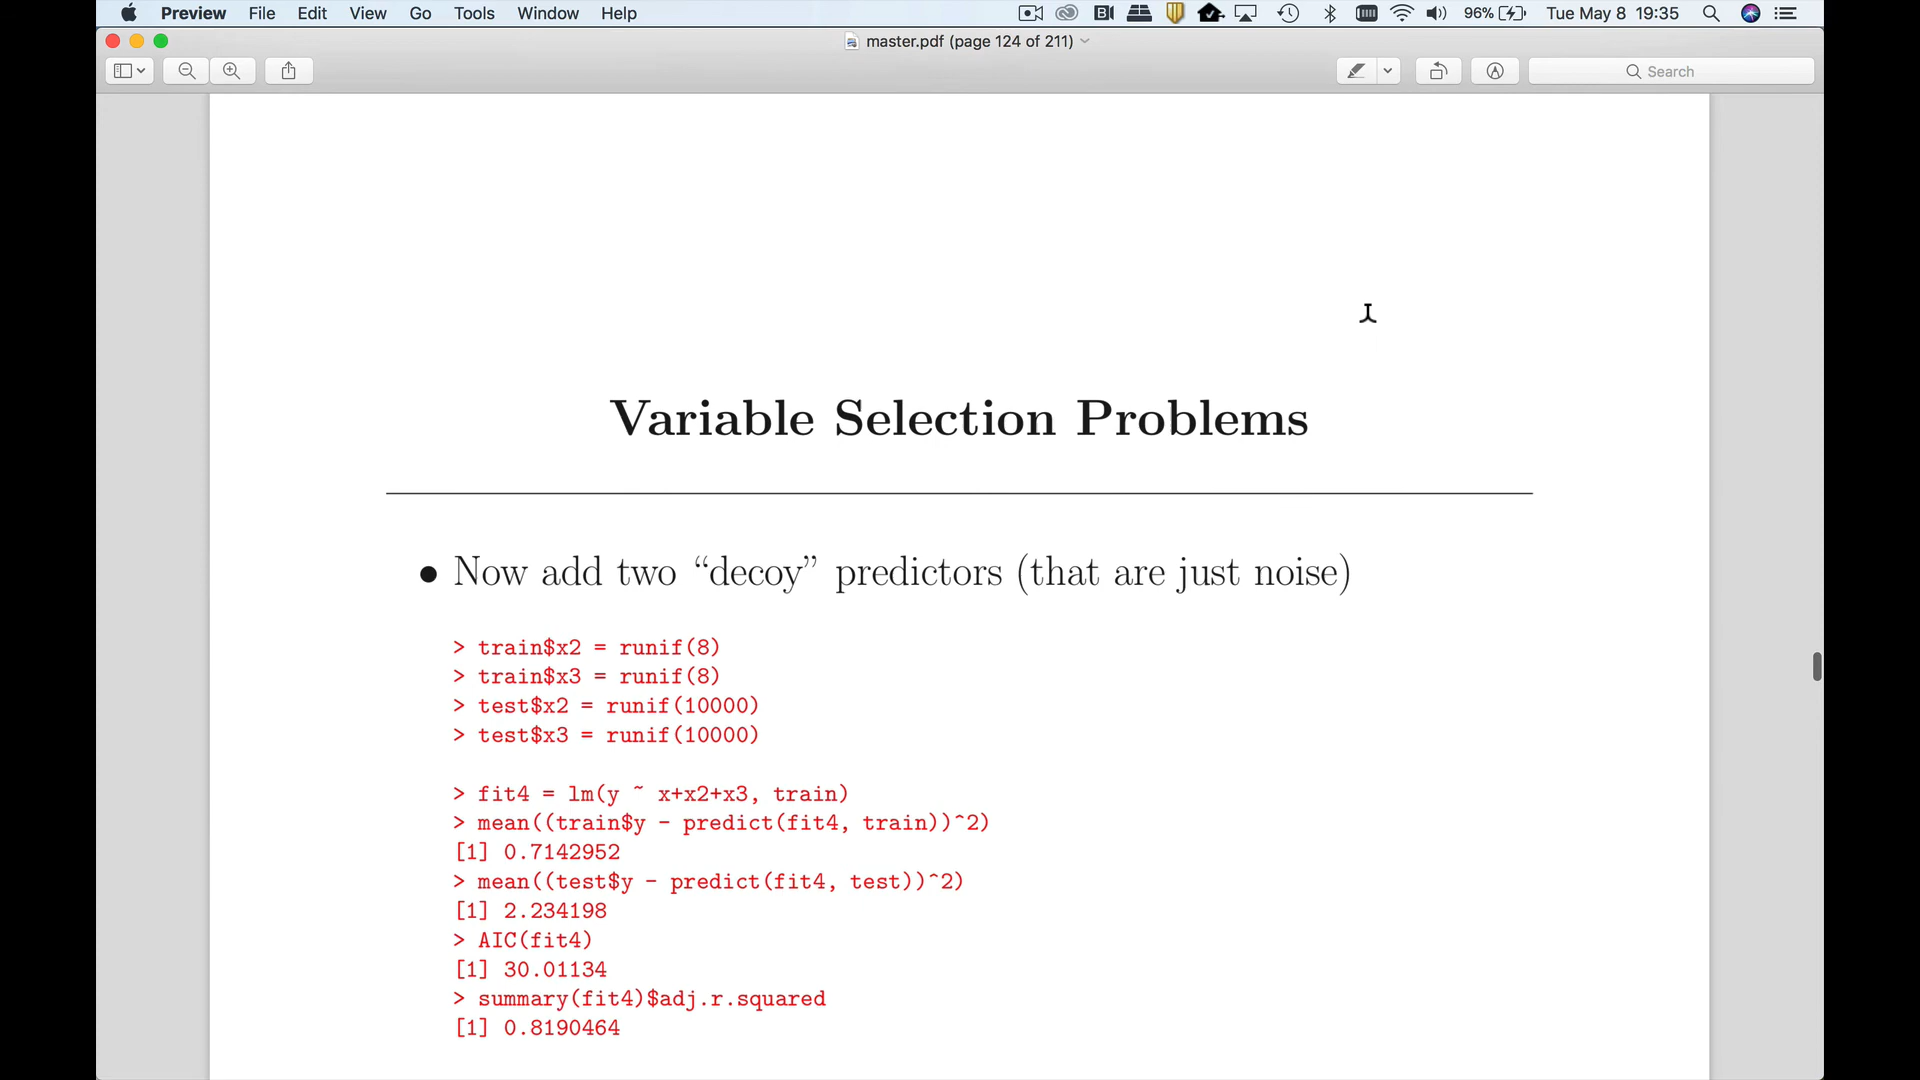 Preview File Edit View Go Tools Window Help 96% Tue May 8 19:35
master.pdf (page 124 of 211)
Search
Variable Selection Problems
• Now add two “decoy” predictors (that are just noise)
> train$x2 = runif(8)
> train$x3 = runif(8)
> test$x2 = runif(10000)
> test$x3 = runif(10000)
> fit4 = lm(y ~ x+x2+x3, train)
> mean((train$y - predict(fit4, train))^2)
[1] 0.7142952
> mean((test$y - predict(fit4, test))^2)
[1] 2.234198
> AIC(fit4)
[1] 30.01134
> summary(fit4)$adj.r.squared
[1] 0.8190464